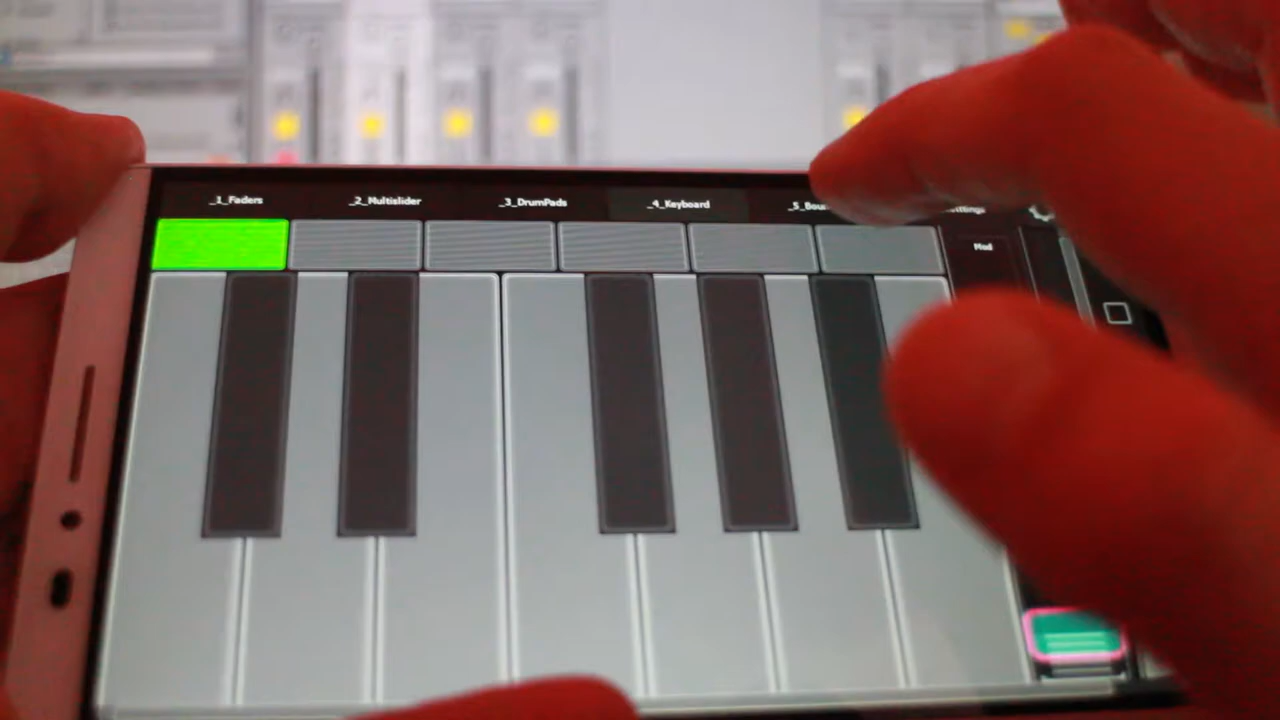 _1_Faders
_2_Multislider
_3_DrumPads
_4_Keyboard
Mod